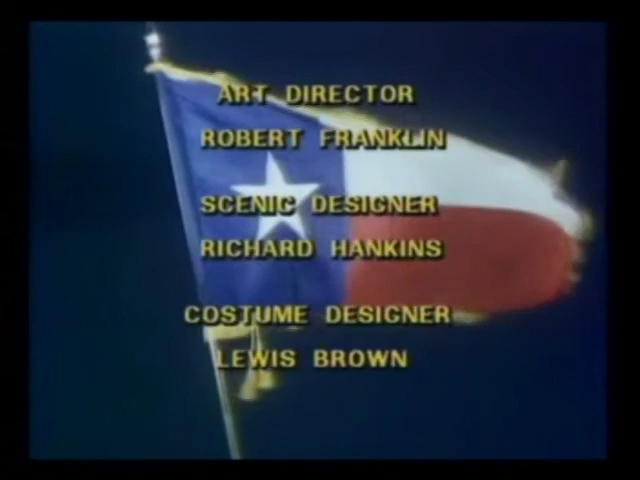 ART DIRECTOR
ROBERT FRANKLIN
SCENIC DESIGNER
RICHARD HANKINS
COSTUME DESIGNER
LEWIS BROWN